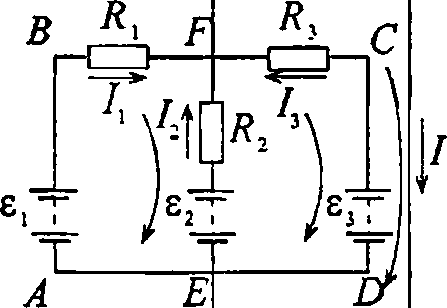 B R₁ F R₃ C
I₁ I₂ R₂ I₃ I
ε₁ ε₂ ε₃
A E D